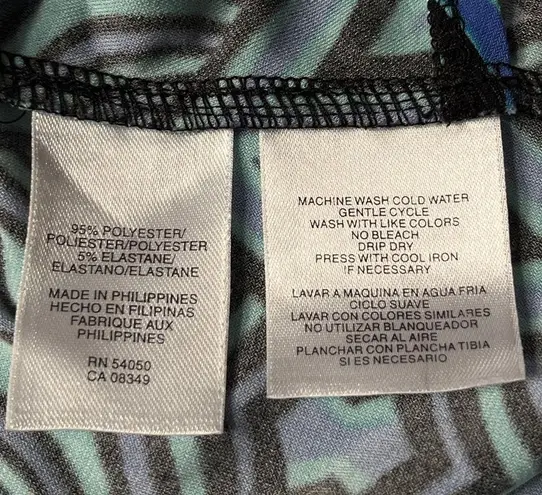 95% POLYESTER/
POLIESTER/POLYESTER
5% ELASTANE/
ELASTANO/ELASTANE
MADE IN PHILIPPINES
HECHO EN FILIPINAS
FABRIQUE AUX
PHILIPPINES
RN 54050
CA 08349
MACHINE WASH COLD WATER
GENTLE CYCLE
WASH WITH LIKE COLORS
NO BLEACH
DRIP DRY
PRESS WITH COOL IRON
IF NECESSARY
LAVAR A MAQUINA EN AGUA FRIA
CICLO SUAVE
LAVAR CON COLORES SIMILARES
NO UTILIZAR BLANQUEADOR
SECAR AL AIRE
PLANCHAR CON PLANCHA TIBIA
SI ES NECESARIO